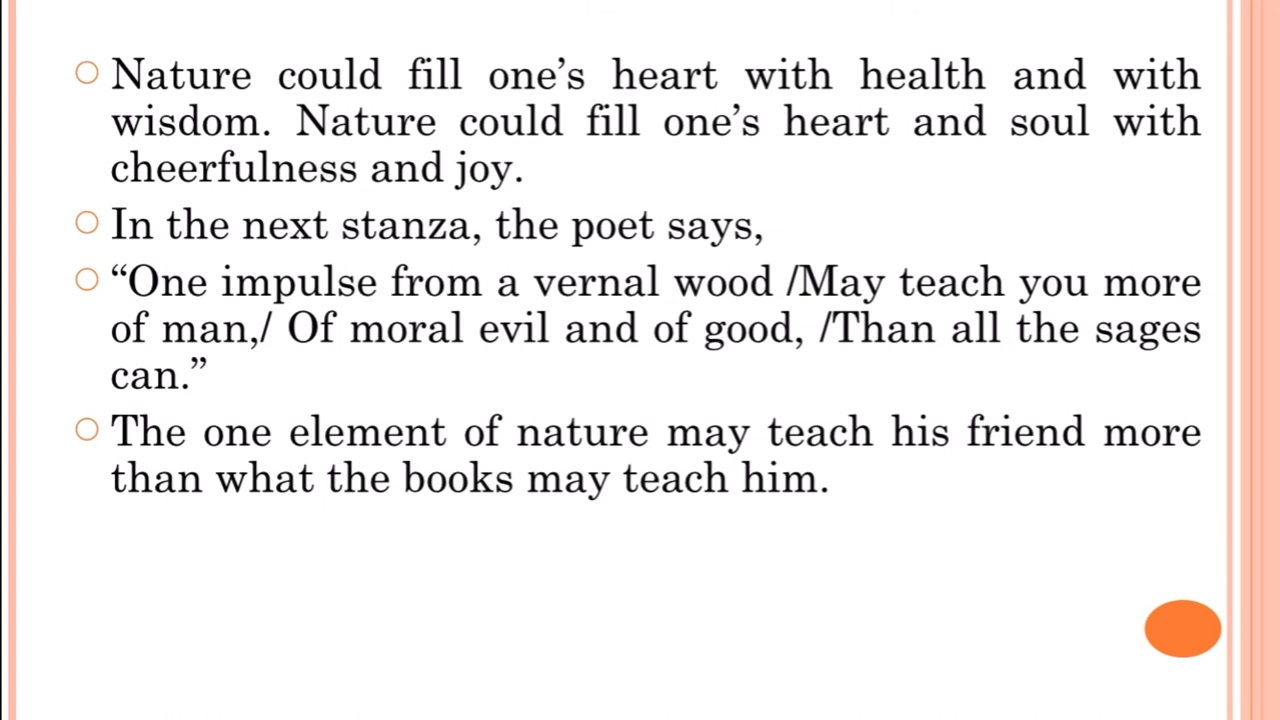 Nature could fill one’s heart with health and with
wisdom. Nature could fill one’s heart and soul with
cheerfulness and joy.
In the next stanza, the poet says,
“One impulse from a vernal wood /May teach you more
of man,/ Of moral evil and of good, /Than all the sages
can.”
The one element of nature may teach his friend more
than what the books may teach him.